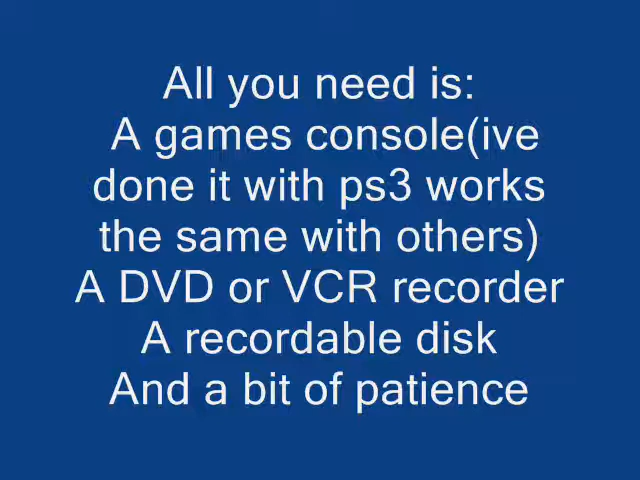 All you need is:
A games console(ive
done it with ps3 works
the same with others)
A DVD or VCR recorder
A recordable disk
And a bit of patience